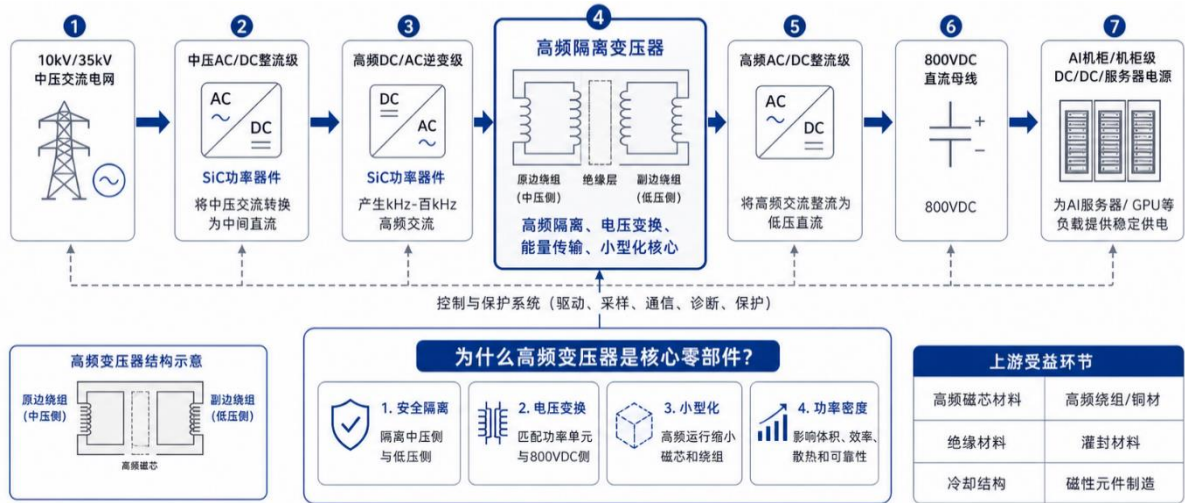 1
10kV/35kV
中压交流电网
2
中压AC/DC整流级
AC
DC
SiC功率器件
将中压交流转换
为中间直流
3
高频DC/AC逆变级
DC
AC
SiC功率器件
产生kHz-百kHz
高频交流
4
高频隔离变压器
原边绕组 绝缘层 副边绕组
(中压侧) (低压侧)
高频隔离、电压变换、
能量传输、小型化核心
5
高频AC/DC整流级
AC
DC
将高频交流整流为
低压直流
6
800VDC
直流母线
+
−
800VDC
7
AI机柜/机柜级
DC/DC/服务器电源
为AI服务器/ GPU等
负载提供稳定供电
控制与保护系统（驱动、采样、通信、诊断、保护）
高频变压器结构示意
原边绕组 副边绕组
(中压侧) (低压侧)
高频磁芯
为什么高频变压器是核心零部件？
1. 安全隔离
隔离中压侧
与低压侧
2. 电压变换
匹配功率单元
与800VDC侧
3. 小型化
高频运行缩小
磁芯和绕组
4. 功率密度
影响体积、效率、
散热和可靠性
上游受益环节
高频磁芯材料 高频绕组/铜材
绝缘材料 灌封材料
冷却结构 磁性元件制造